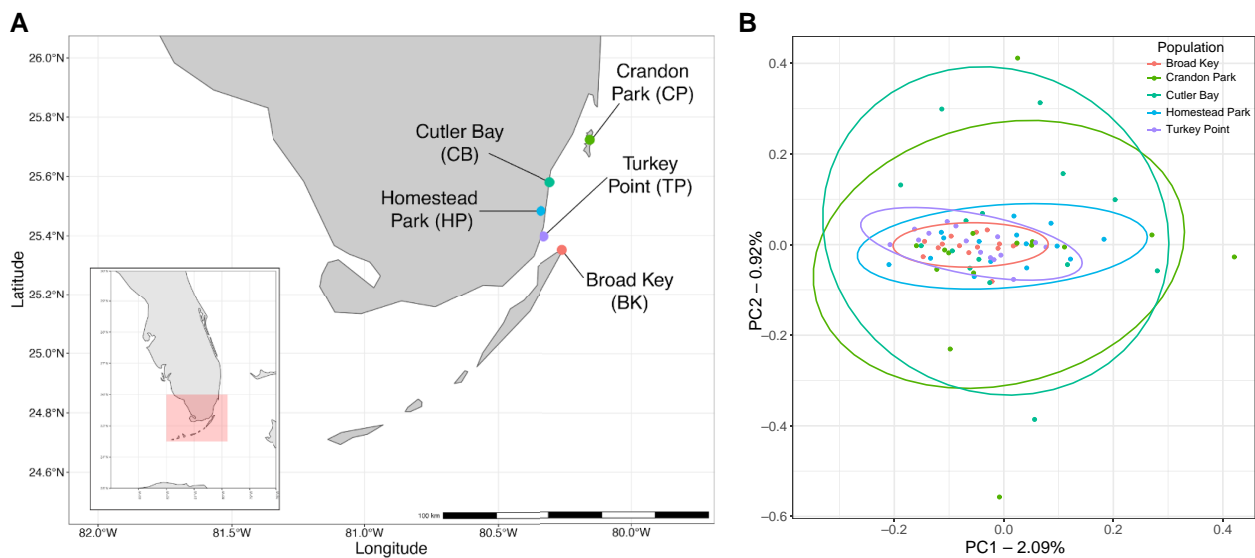 A
26.0°N
25.8°N
25.6°N
25.4°N
25.2°N
25.0°N
24.8°N
24.6°N
Latitude
Crandon
Park (CP)
Cutler Bay
(CB)
Turkey
Point (TP)
Homestead
Park (HP)
Broad Key
(BK)
100 km
82.0°W
81.5°W
81.0°W
80.5°W
80.0°W
Longitude
B
Population
Broad Key
Crandon Park
Cutler Bay
Homestead Park
Turkey Point
0.4
0.2
0.0
−0.2
−0.4
−0.6
PC2 – 0.92%
−0.2
0.0
0.2
0.4
PC1 – 2.09%